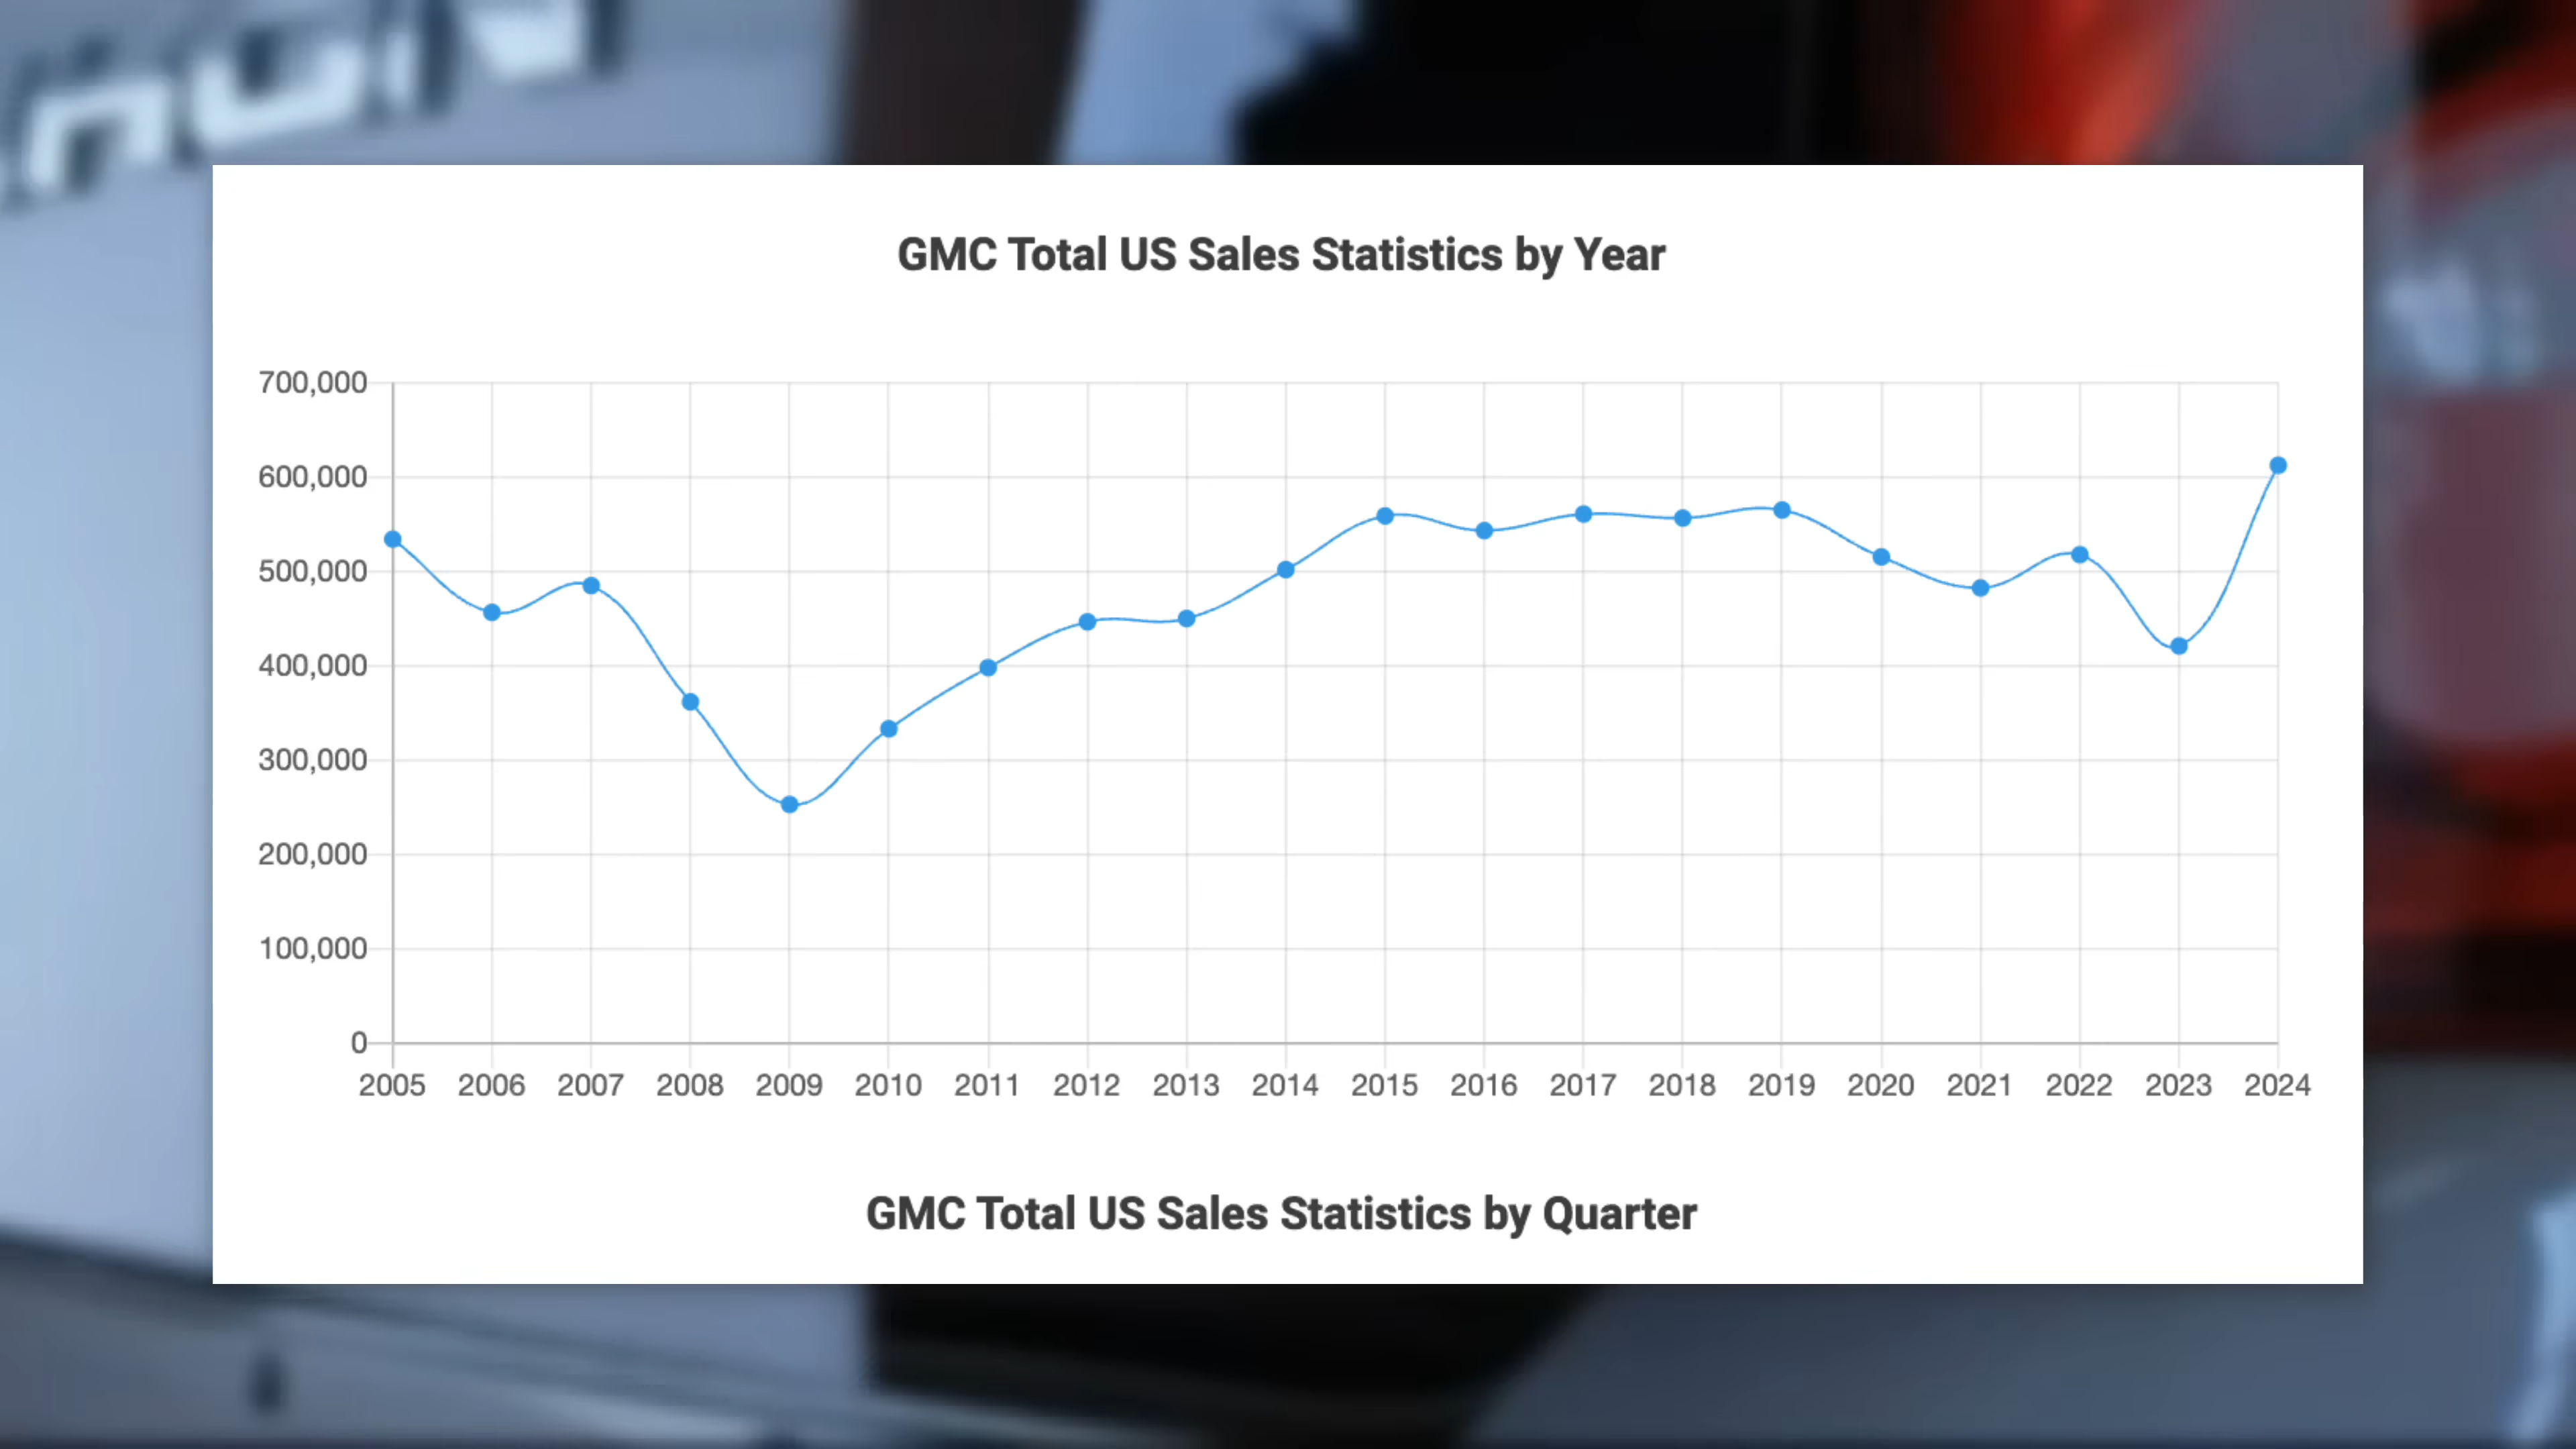 GMC Total US Sales Statistics by Year
700,000
600,000
500,000
400,000
300,000
200,000
100,000
0
2005 2006 2007 2008 2009 2010 2011 2012 2013 2014 2015 2016 2017 2018 2019 2020 2021 2022 2023 2024
GMC Total US Sales Statistics by Quarter